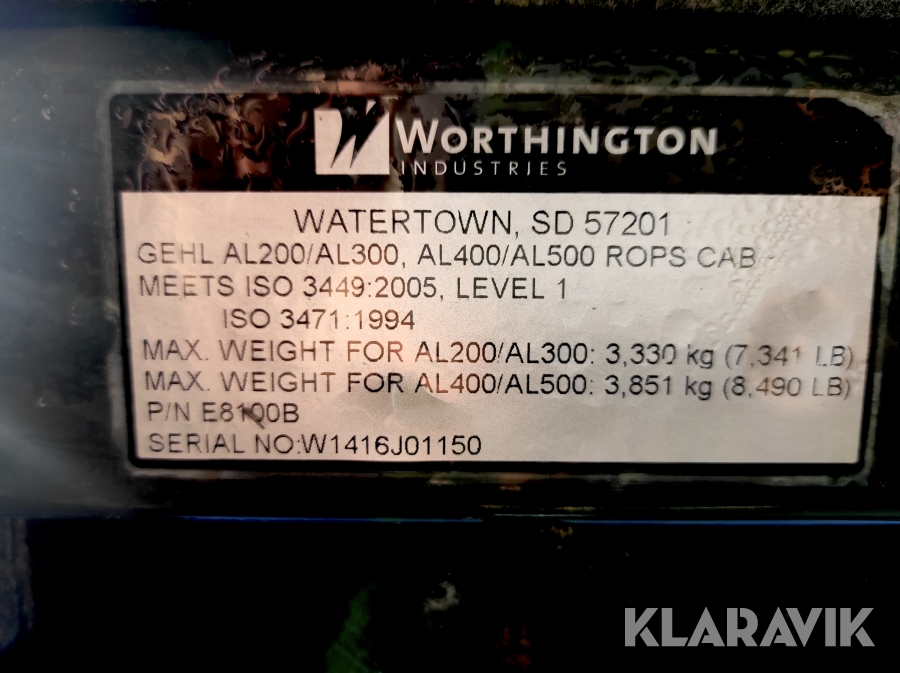 WORTHINGTON
INDUSTRIES
WATERTOWN, SD 57201
GEHL AL200/AL300, AL400/AL500 ROPS CAB
MEETS ISO 3449:2005, LEVEL 1
ISO 3471:1994
MAX. WEIGHT FOR AL200/AL300: 3,330 kg (7,341 LB)
MAX. WEIGHT FOR AL400/AL500: 3,851 kg (8,490 LB)
P/N E8100B
SERIAL NO:W1416J01150
KLARAVIK